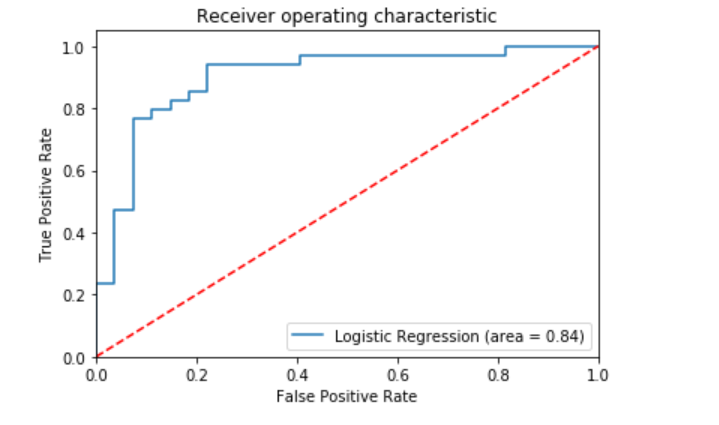 Receiver operating characteristic
True Positive Rate
1.0
0.8
0.6
0.4
0.2
0.0
Logistic Regression (area = 0.84)
0.0 0.2 0.4 0.6 0.8 1.0
False Positive Rate